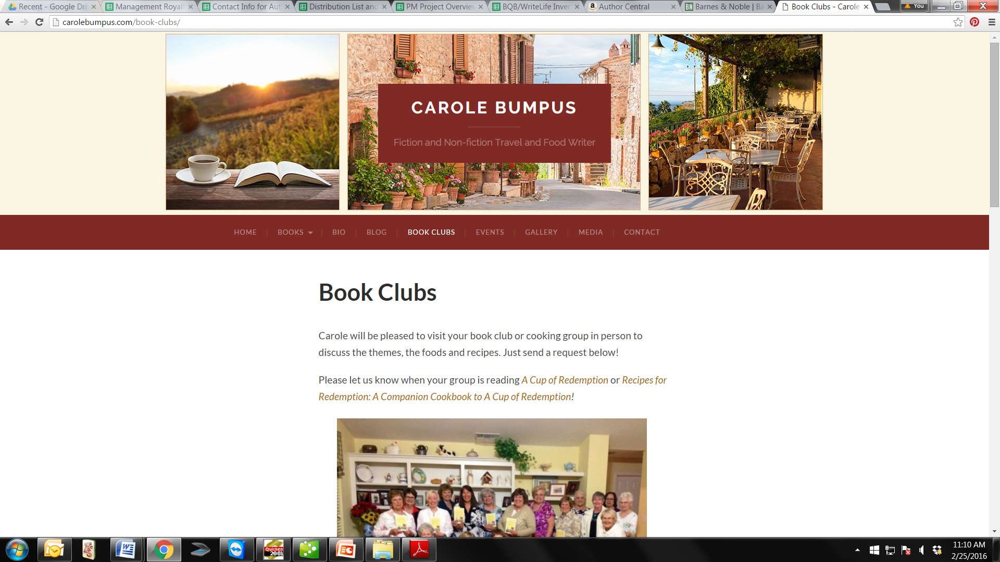 Recent - Google Dri
Management Royalt
Contact Info for Aut
Distribution List and
PM Project Overview
BQB/WriteLife Inver
Author Central
Barnes & Noble | Ba
Book Clubs - Carole
You
carolebumpus.com/book-clubs/
CAROLE BUMPUS
Fiction and Non-fiction Travel and Food Writer
HOME
BOOKS
BIO
BLOG
BOOK CLUBS
EVENTS
GALLERY
MEDIA
CONTACT
Book Clubs
Carole will be pleased to visit your book club or cooking group in person to
discuss the themes, the foods and recipes. Just send a request below!
Please let us know when your group is reading A Cup of Redemption or Recipes for
Redemption: A Companion Cookbook to A Cup of Redemption!
Quicken
2001
11:10 AM
2/25/2016